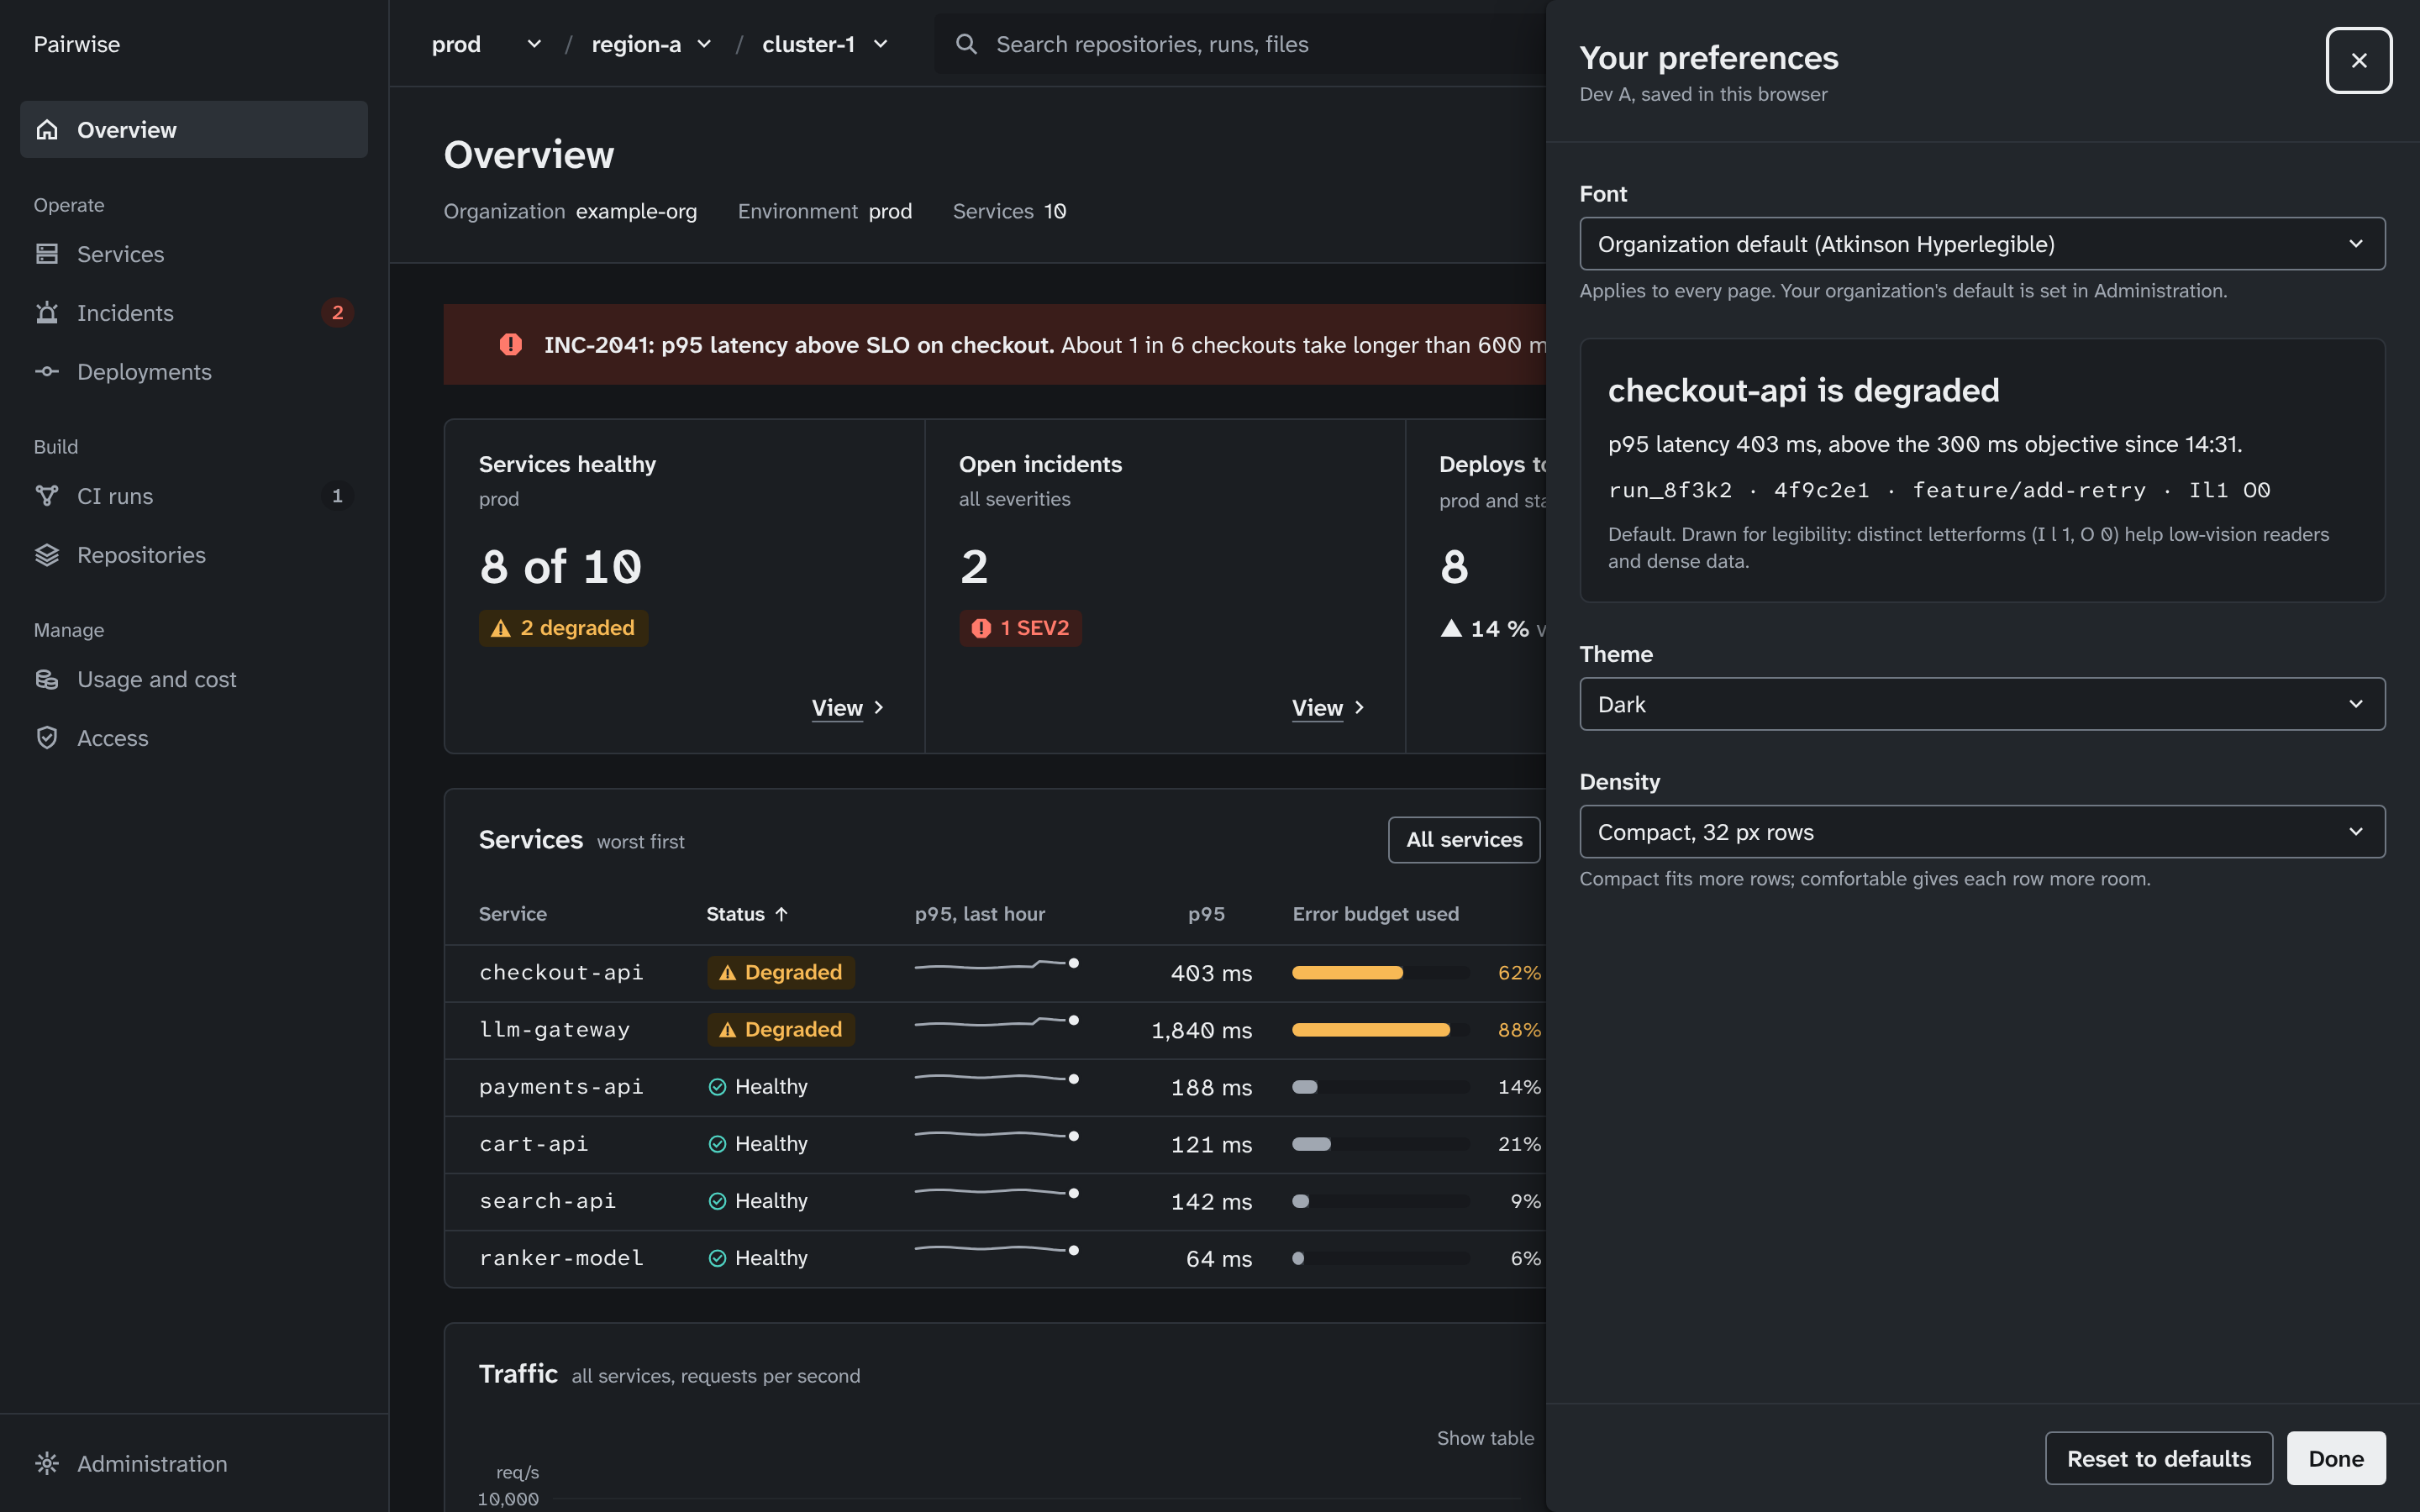 Pairwise
Overview
Operate
Services
Incidents 2
Deployments
Build
CI runs 1
Repositories
Manage
Usage and cost
Access
Administration
prod / region-a / cluster-1
Search repositories, runs, files
Overview
Organization example-org Environment prod Services 10
INC-2041: p95 latency above SLO on checkout. About 1 in 6 checkouts take longer than 600 m
Services healthy
prod
8 of 10
2 degraded
View
Open incidents
all severities
2
1 SEV2
View
Deploys to
prod and sta
8
14 % v
Services worst first
All services
Service Status p95, last hour p95 Error budget used
checkout-api Degraded 403 ms 62%
llm-gateway Degraded 1,840 ms 88%
payments-api Healthy 188 ms 14%
cart-api Healthy 121 ms 21%
search-api Healthy 142 ms 9%
ranker-model Healthy 64 ms 6%
Traffic all services, requests per second
Show table
req/s
10,000
Your preferences
Dev A, saved in this browser
Font
Organization default (Atkinson Hyperlegible)
Applies to every page. Your organization's default is set in Administration.
checkout-api is degraded
p95 latency 403 ms, above the 300 ms objective since 14:31.
run_8f3k2 · 4f9c2e1 · feature/add-retry · Il1 O0
Default. Drawn for legibility: distinct letterforms (I l 1, O 0) help low-vision readers
and dense data.
Theme
Dark
Density
Compact, 32 px rows
Compact fits more rows; comfortable gives each row more room.
Reset to defaults
Done